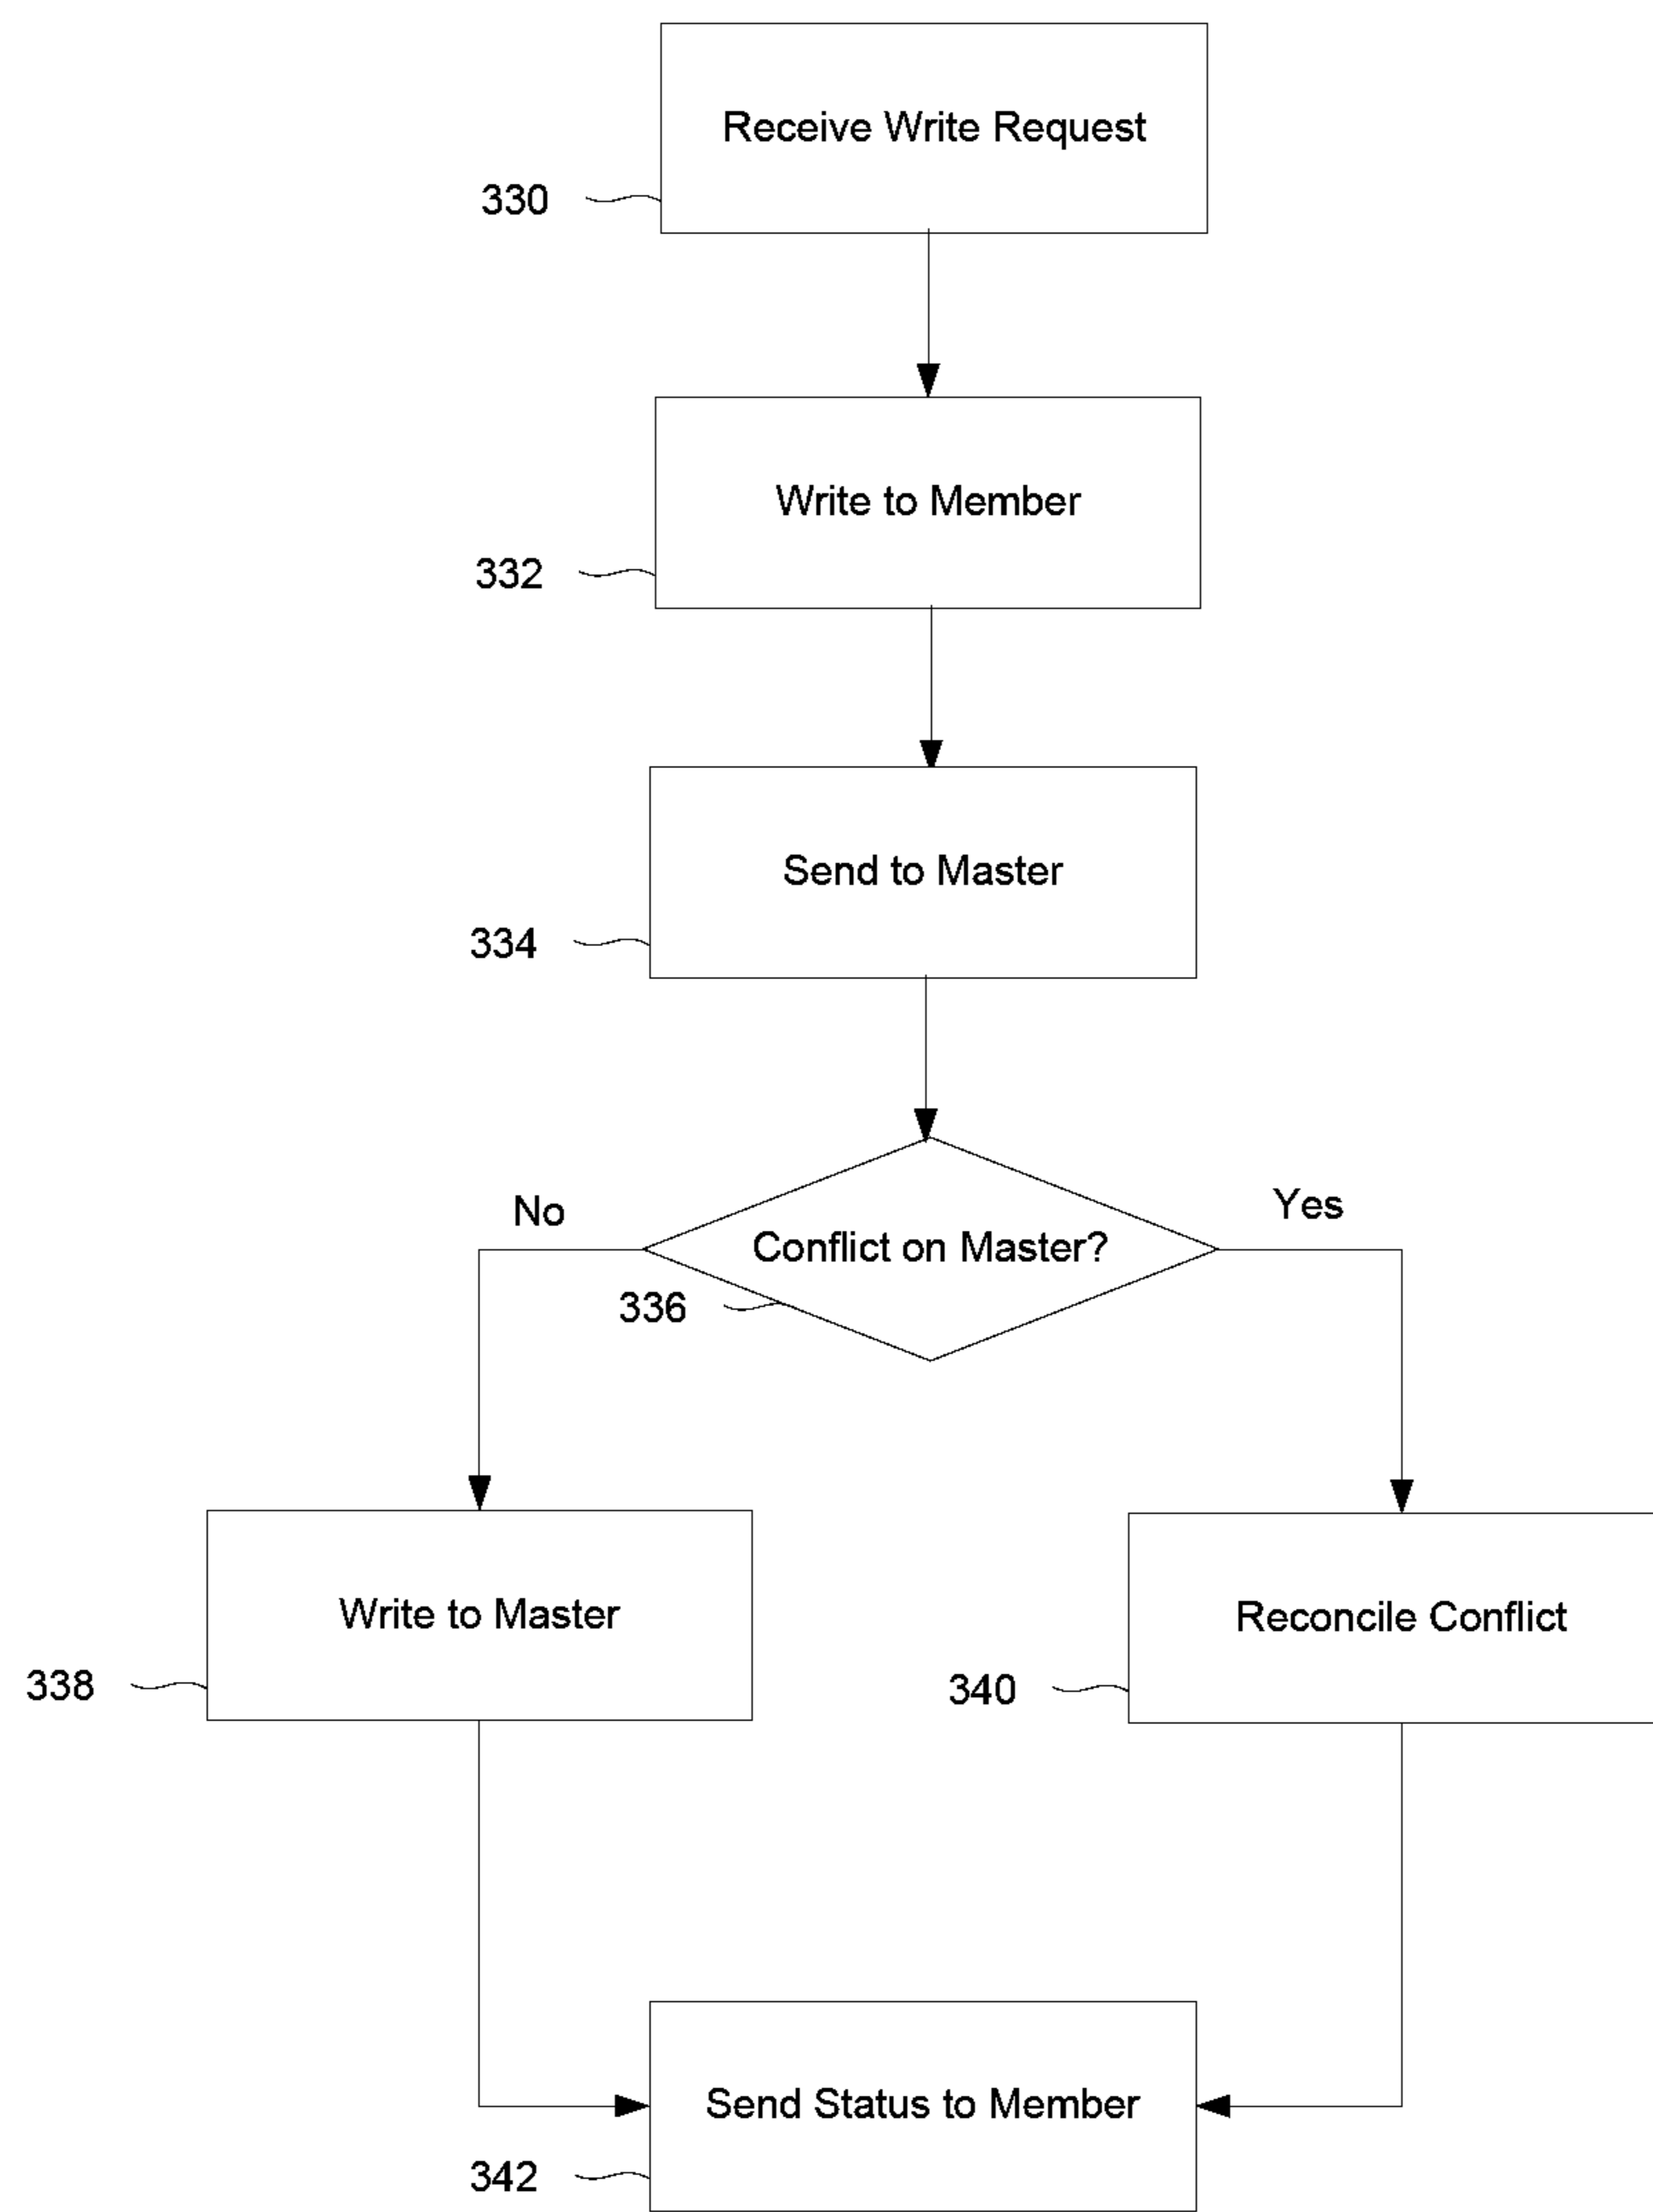 Receive Write Request
330
Write to Member
332
Send to Master
334
No
Yes
Conflict on Master?
336
Write to Master
338
Reconcile Conflict
340
Send Status to Member
342